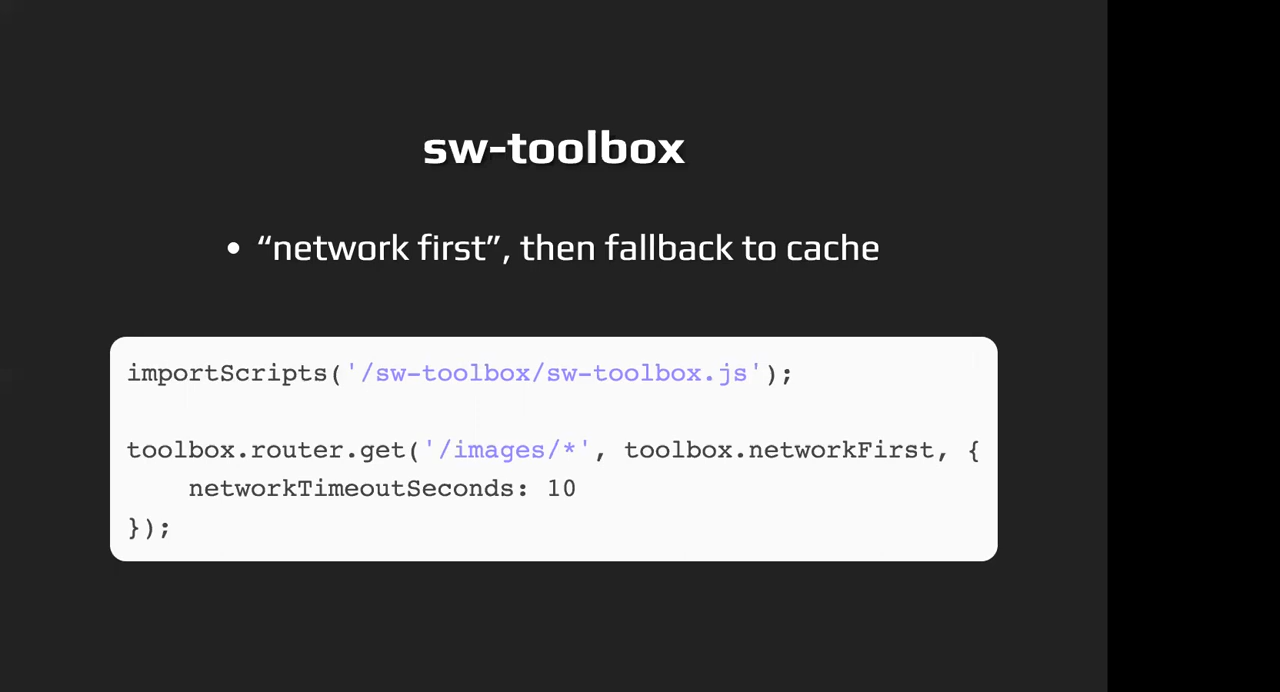 sw-toolbox
• “network first”, then fallback to cache
importScripts('/sw-toolbox/sw-toolbox.js');
toolbox.router.get('/images/*', toolbox.networkFirst, {
    networkTimeoutSeconds: 10
});